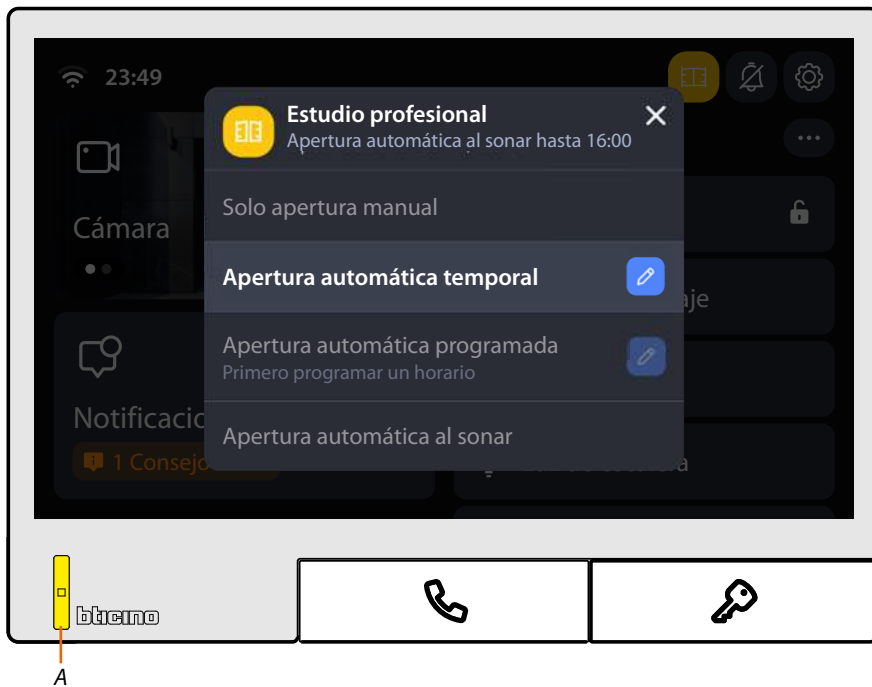 23:49
Estudio profesional
Apertura automática al sonar hasta 16:00
Cámara
Solo apertura manual
Apertura automática temporal
aje
Apertura automática programada
Primero programar un horario
Notificacio
1 Consejo
Apertura automática al sonar
a
bticino
A